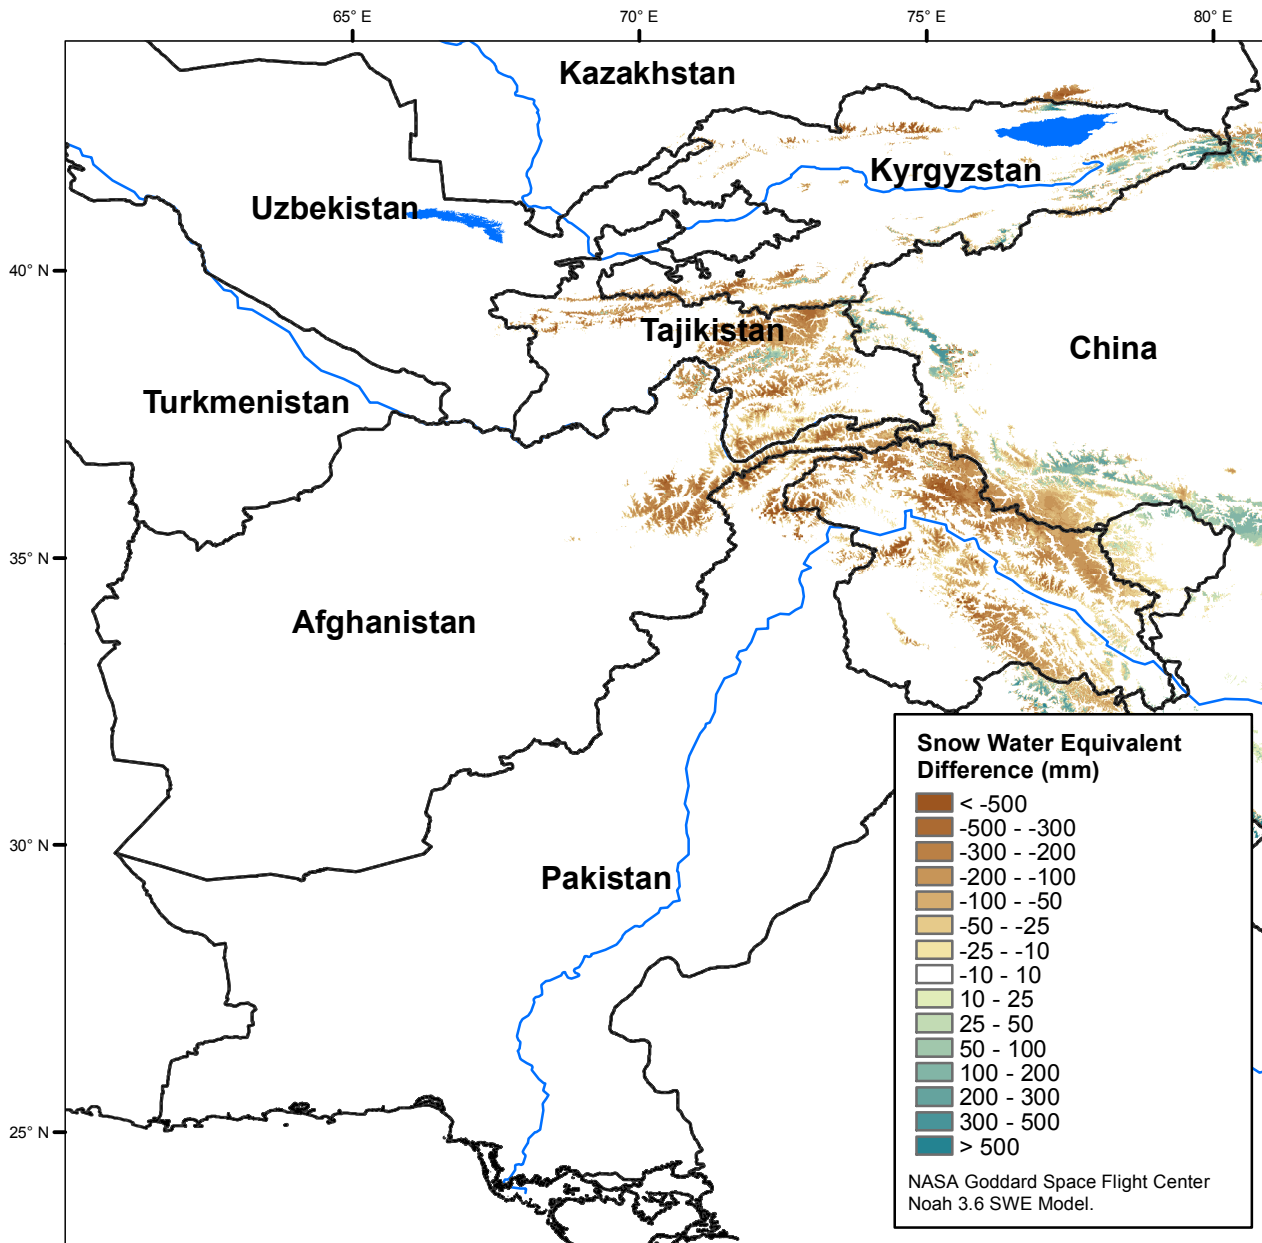 65° E
70° E
75° E
80° E
Kazakhstan
Kyrgyzstan
Uzbekistan
40° N
Tajikistan
China
Turkmenistan
35° N
Afghanistan
30° N
Pakistan
25° N
Snow Water Equivalent
Difference (mm)
< -500
-500 - -300
-300 - -200
-200 - -100
-100 - -50
-50 - -25
-25 - -10
-10 - 10
10 - 25
25 - 50
50 - 100
100 - 200
200 - 300
300 - 500
> 500
NASA Goddard Space Flight Center
Noah 3.6 SWE Model.